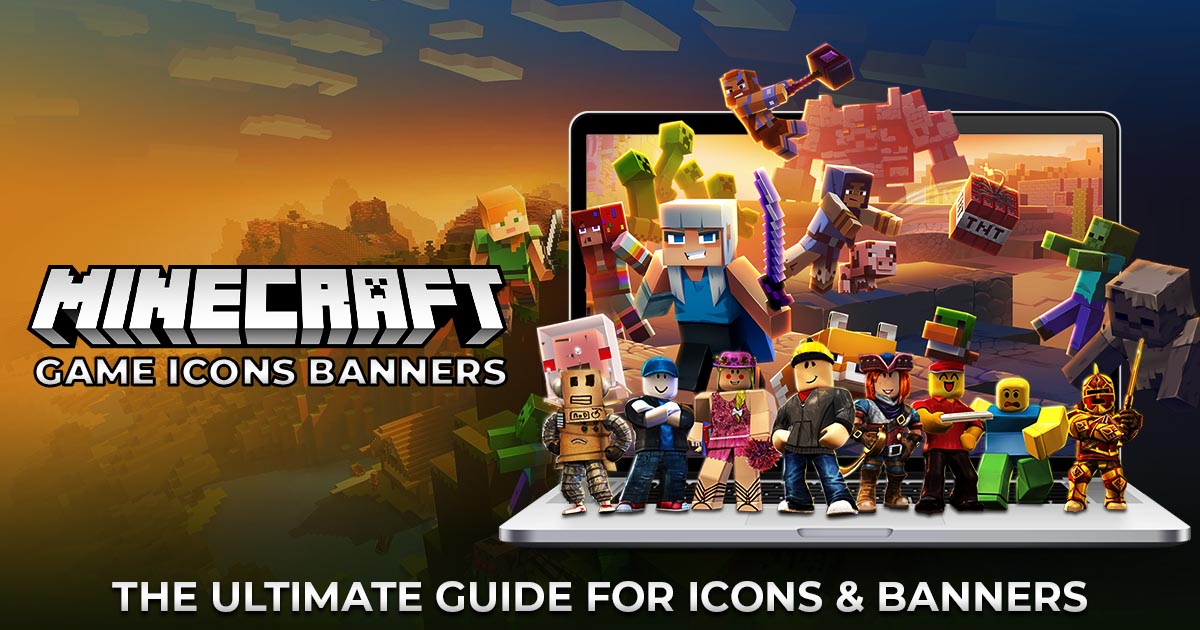 MINECRAFT
GAME ICONS BANNERS
TNT
THE ULTIMATE GUIDE FOR ICONS & BANNERS